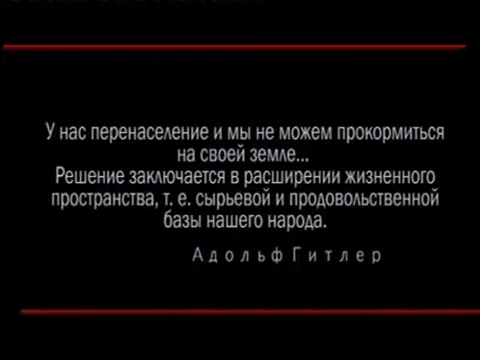 У нас перенаселение и мы не можем прокормиться
на своей земле...
Решение заключается в расширении жизненного
пространства, т. е. сырьевой и продовольственной
базы нашего народа.
Адольф Гитлер